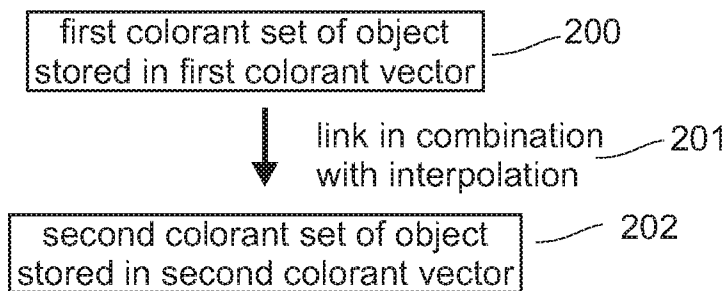 first colorant set of object
stored in first colorant vector
200
link in combination
with interpolation
201
second colorant set of object
stored in second colorant vector
202